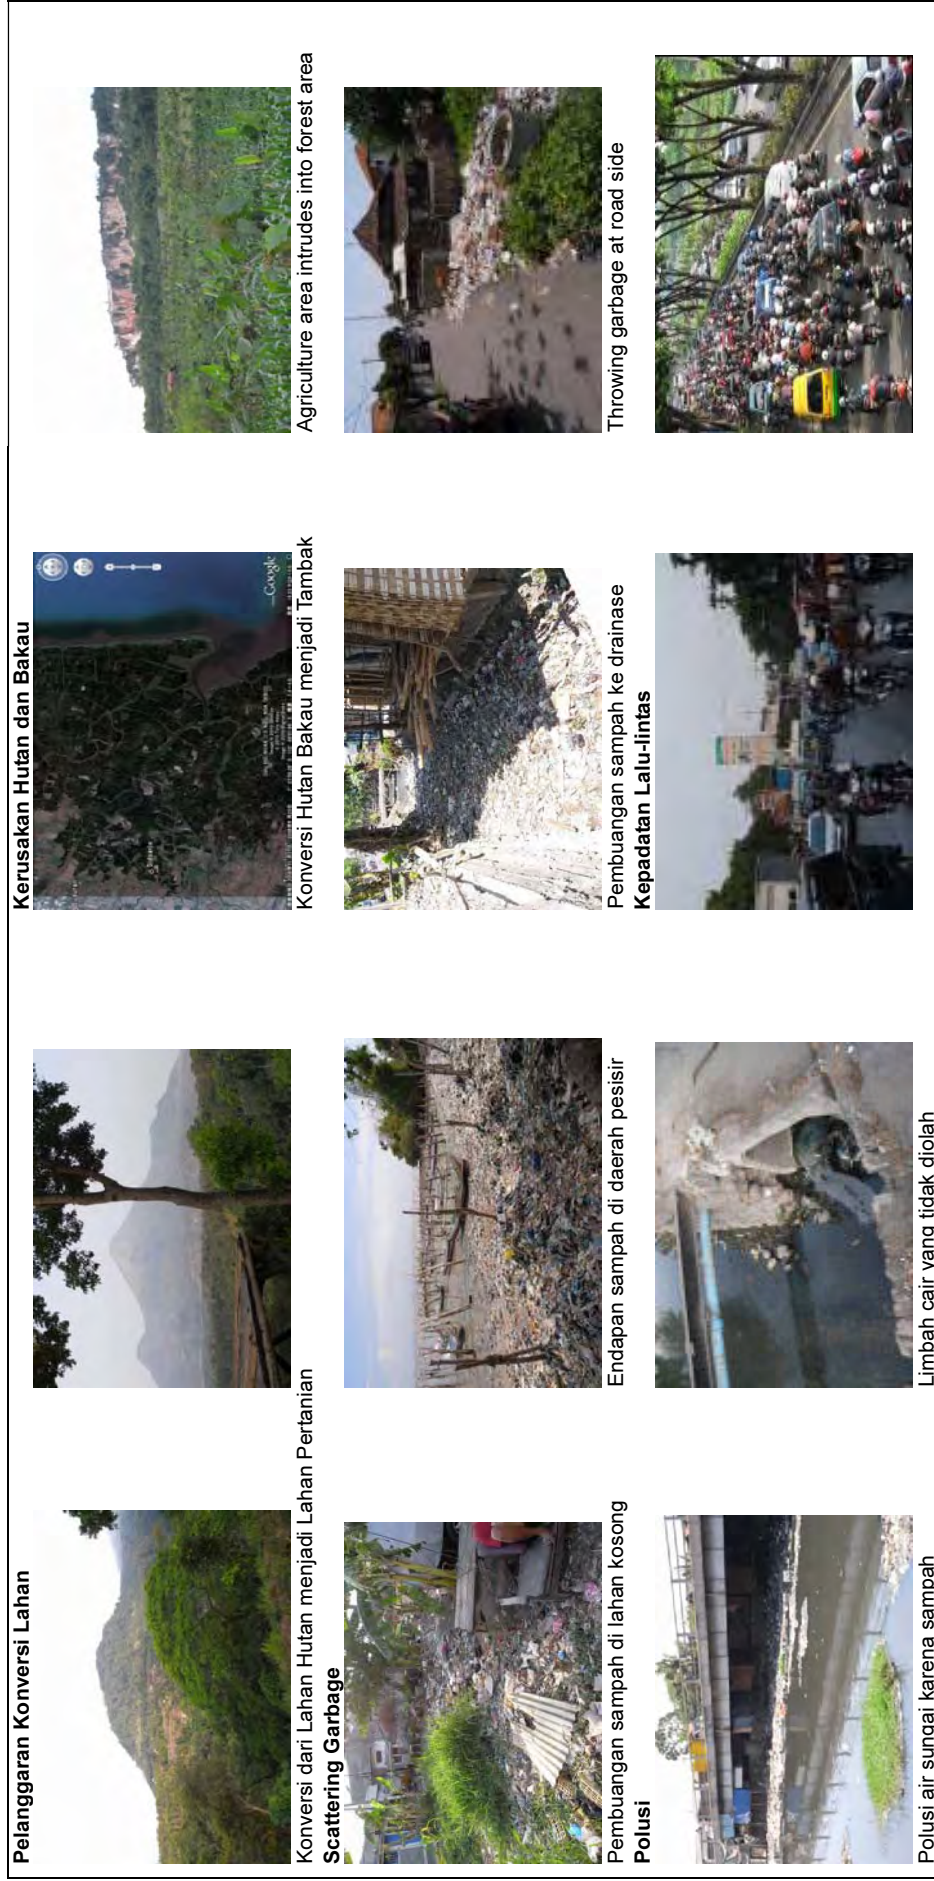 Pelanggaran Konversi Lahan
Kerusakan Hutan dan Bakau
Google
Konversi dari Lahan Hutan menjadi Lahan Pertanian
Konversi Hutan Bakau menjadi Tambak
Agriculture area intrudes into forest area
Scattering Garbage
Pembuangan sampah di lahan kosong
Endapan sampah di daerah pesisir
Pembuangan sampah ke drainase
Throwing garbage at road side
Polusi
Kepadatan Lalu-lintas
Polusi air sungai karena sampah
Limbah cair yang tidak diolah